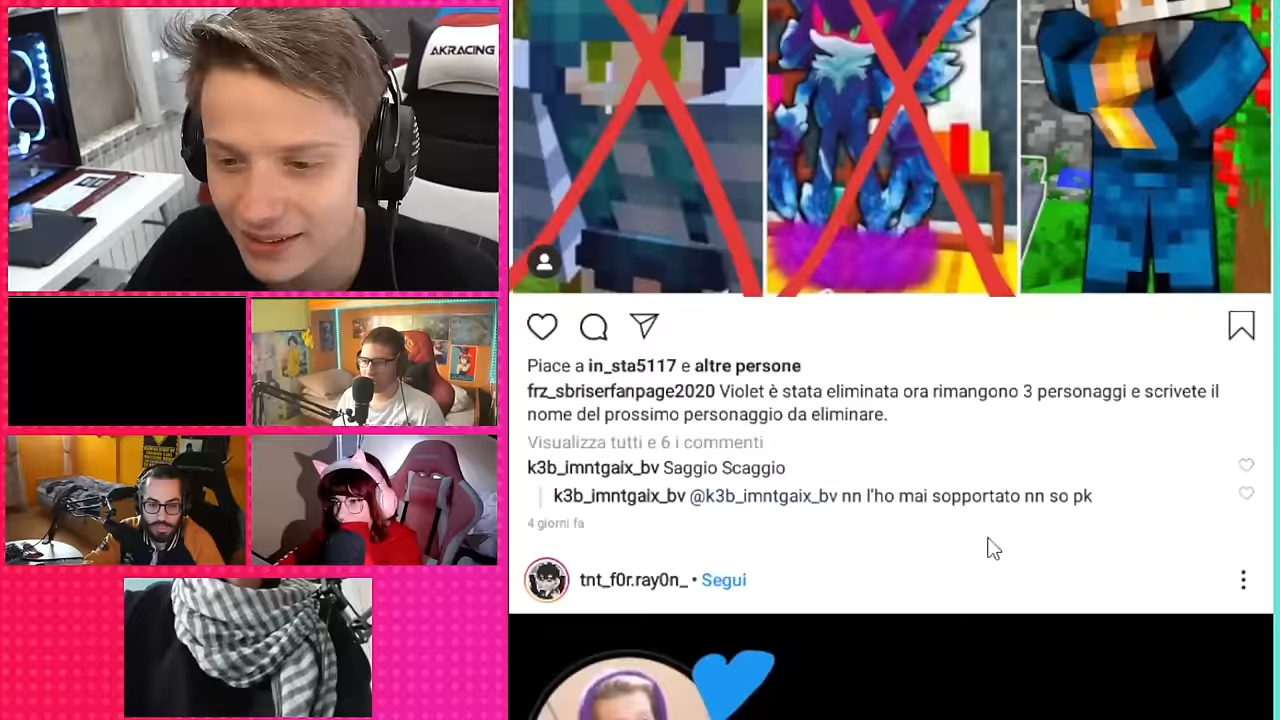 AKRACING
Piace a in_sta5117 e altre persone
frz_sbriserfanpage2020 Violet è stata eliminata ora rimangono 3 personaggi e scrivete il
nome del prossimo personaggio da eliminare.
Visualizza tutti e 6 i commenti
k3b_imntgaix_bv Saggio Scaggio
k3b_imntgaix_bv @k3b_imntgaix_bv nn l'ho mai sopportato nn so pk
4 giorni fa
tnt_f0r.ray0n_ • Segui